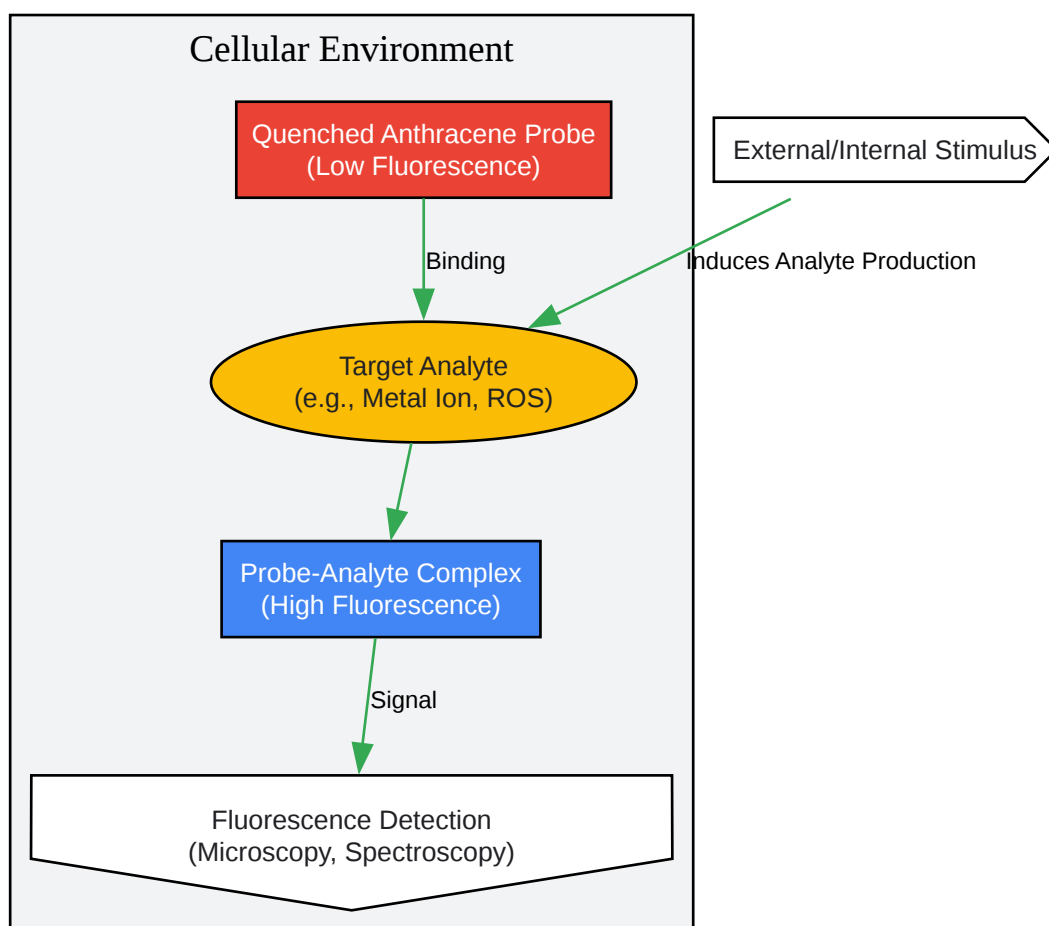 Cellular Environment
Quenched Anthracene Probe
(Low Fluorescence)
External/Internal Stimulus
Binding
Induces Analyte Production
Target Analyte
(e.g., Metal Ion, ROS)
Probe-Analyte Complex
(High Fluorescence)
Signal
Fluorescence Detection
(Microscopy, Spectroscopy)